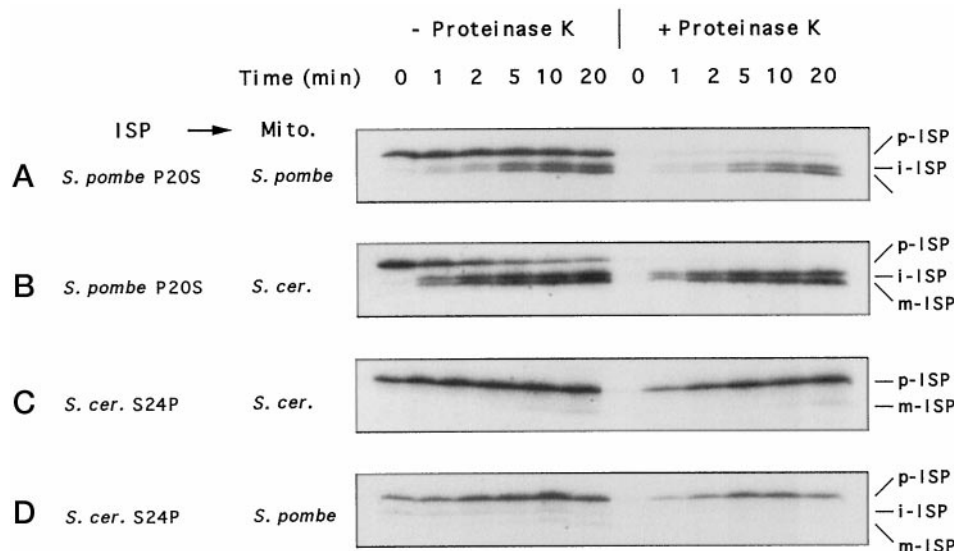 - Proteinase K | + Proteinase K
Time (min) 0 1 2 5 10 20 0 1 2 5 10 20
ISP → Mito.
p-ISP
A S. pombe P20S S. pombe i-ISP
p-ISP
B S. pombe P20S S. cer. i-ISP
m-ISP
C S. cer. S24P S. cer. p-ISP
m-ISP
p-ISP
D S. cer. S24P S. pombe i-ISP
m-ISP